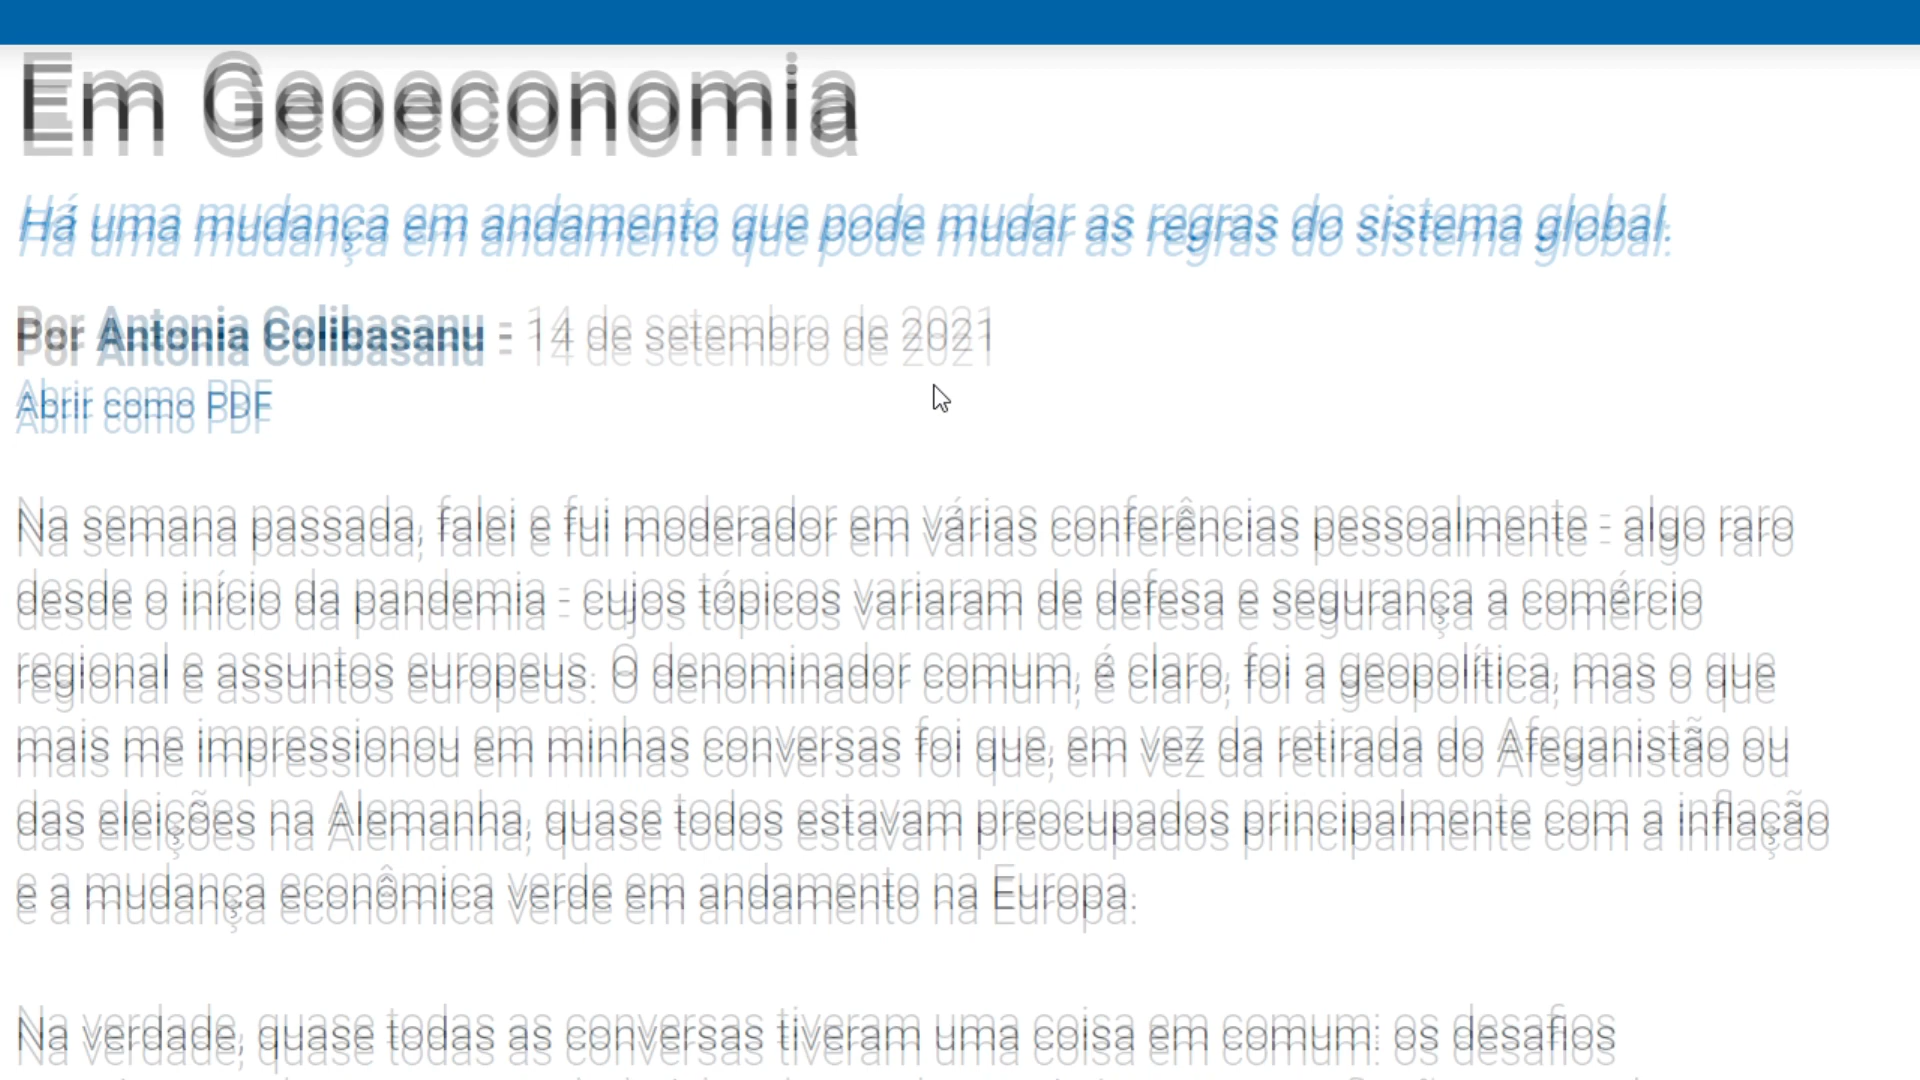 Em Geoeconomia
Há uma mudança em andamento que pode mudar as regras do sistema global.
Por Antonia Colibasanu - 14 de setembro de 2021
Abrir como PDF
Na semana passada, falei e fui moderador em várias conferências pessoalmente - algo raro
desde o início da pandemia - cujos tópicos variaram de defesa e segurança a comércio
regional e assuntos europeus. O denominador comum, é claro, foi a geopolítica, mas o que
mais me impressionou em minhas conversas foi que, em vez da retirada do Afeganistão ou
das eleições na Alemanha, quase todos estavam preocupados principalmente com a inflação
e a mudança econômica verde em andamento na Europa.
Na verdade, quase todas as conversas tiveram uma coisa em comum: os desafios